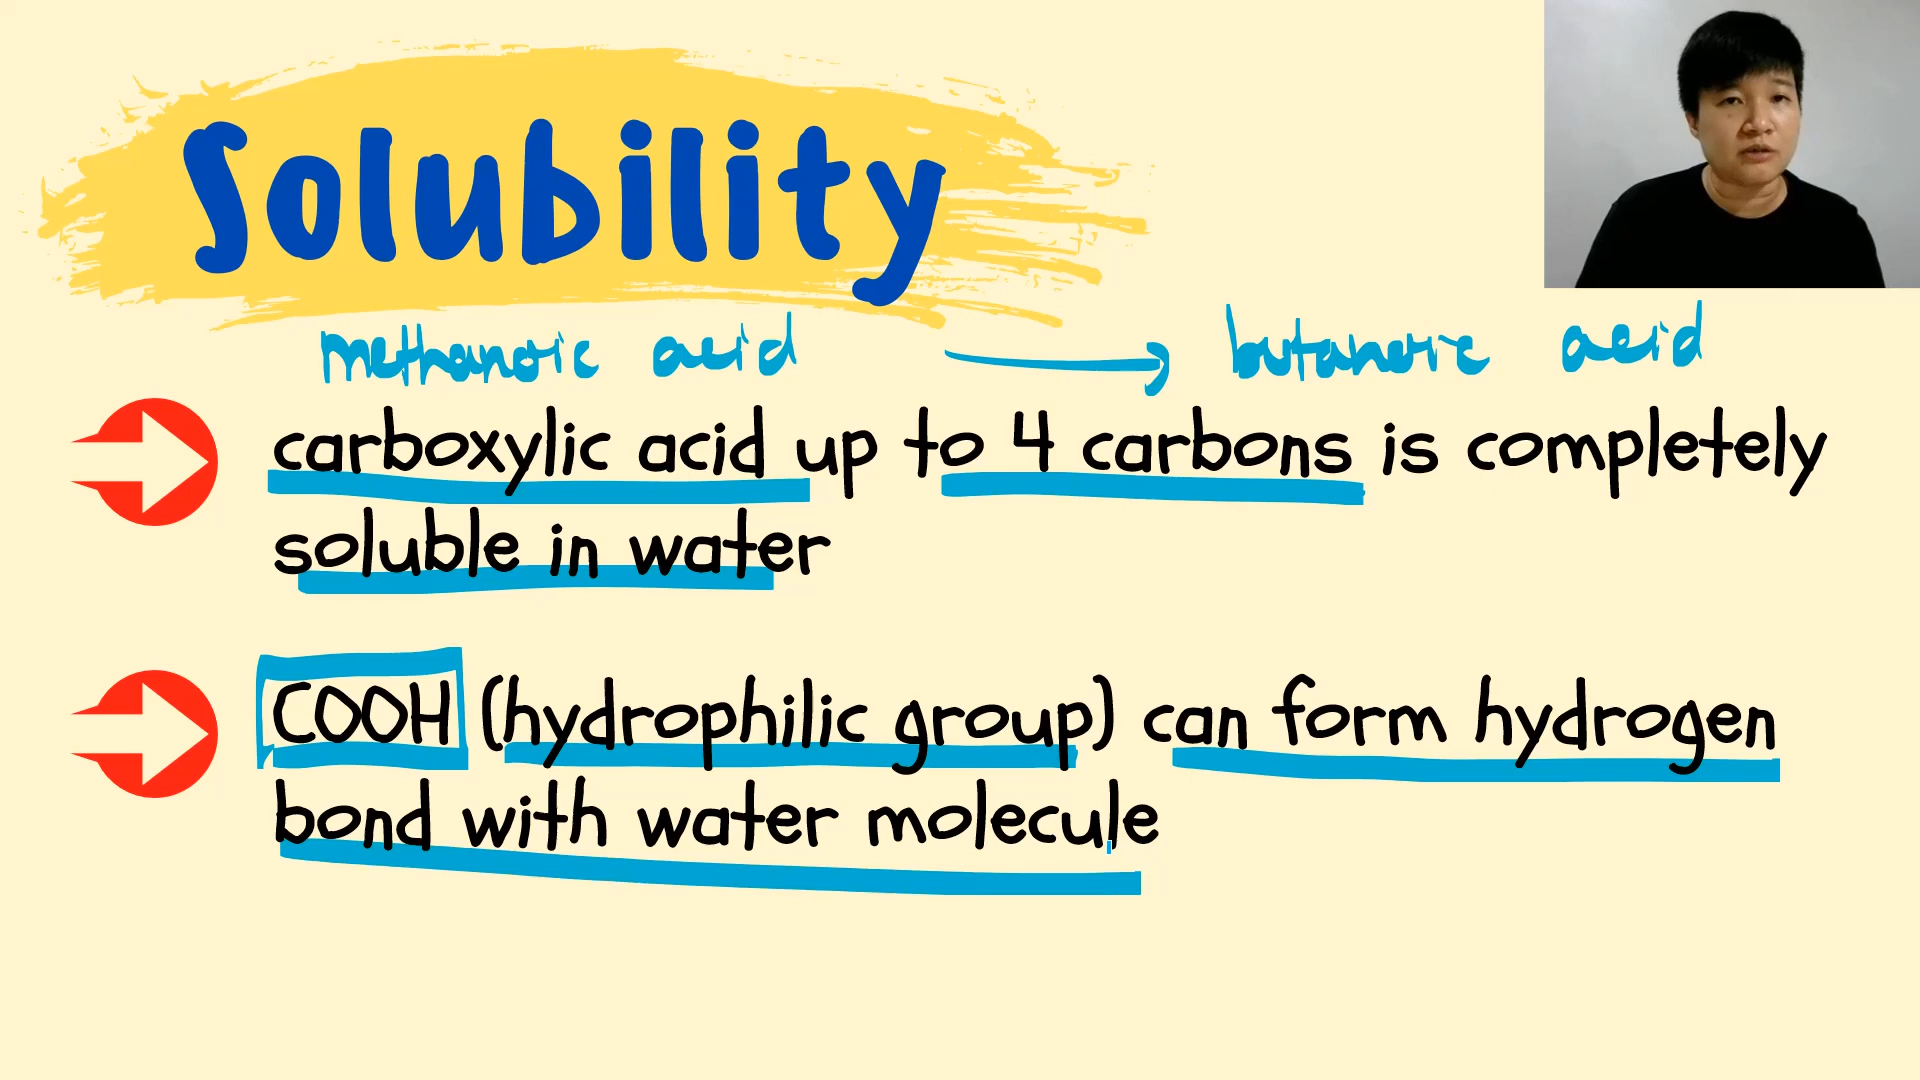 Solubility
methanoic acid → butanoic acid
carboxylic acid up to 4 carbons is completely
soluble in water
COOH (hydrophilic group) can form hydrogen
bond with water molecule